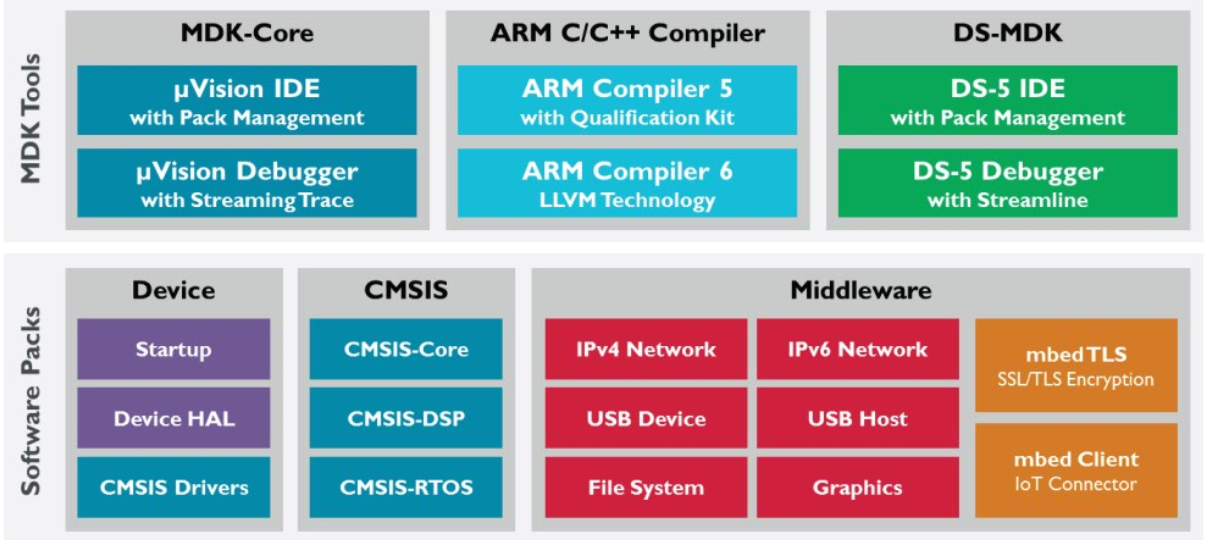 MDK Tools
MDK-Core
µVision IDE
with Pack Management
µVision Debugger
with Streaming Trace
ARM C/C++ Compiler
ARM Compiler 5
with Qualification Kit
ARM Compiler 6
LLVM Technology
DS-MDK
DS-5 IDE
with Pack Management
DS-5 Debugger
with Streamline
Software Packs
Device
Startup
Device HAL
CMSIS Drivers
CMSIS
CMSIS-Core
CMSIS-DSP
CMSIS-RTOS
Middleware
IPv4 Network
IPv6 Network
USB Device
USB Host
File System
Graphics
mbed TLS
SSL/TLS Encryption
mbed Client
IoT Connector